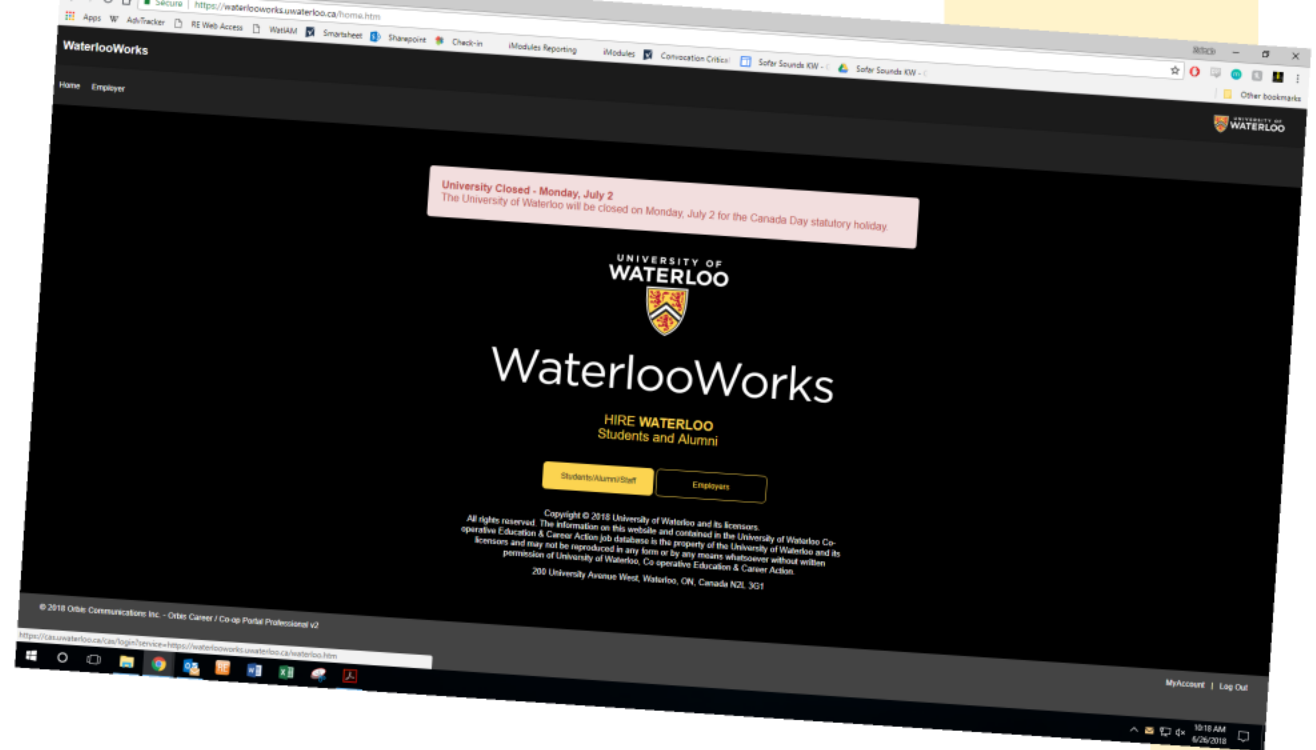 Secure | https://waterlooworks.uwaterloo.ca/home.htm
Apps AdvTracker RE Web Access WatIAM Smartsheet Sharepoint Check-in iModules Reporting iModules Convocation Critical Sofar Sounds KW - Sofar Sounds KW -
Other bookmarks
WaterlooWorks
Home Employer
UNIVERSITY OF
WATERLOO
University Closed - Monday, July 2
The University of Waterloo will be closed on Monday, July 2 for the Canada Day statutory holiday.
UNIVERSITY OF
WATERLOO
WaterlooWorks
HIRE WATERLOO
Students and Alumni
Students/Alumni/Staff Employers
Copyright © 2018 University of Waterloo and its licensors.
All rights reserved. The information on this website and contained in the University of Waterloo Co-
operative Education & Career Action job database is the property of the University of Waterloo and its
licensors and may not be reproduced in any form or by any means whatsoever without written
permission of University of Waterloo, Co operative Education & Career Action.
200 University Avenue West, Waterloo, ON, Canada N2L 3G1
© 2018 Orbis Communications Inc. - Orbis Career / Co-op Portal Professional v2
https://cas.uwaterloo.ca/cas/login?service=https://waterlooworks.uwaterloo.ca/waterloo.htm
MyAccount | Log Out
10:18 AM
6/26/2018